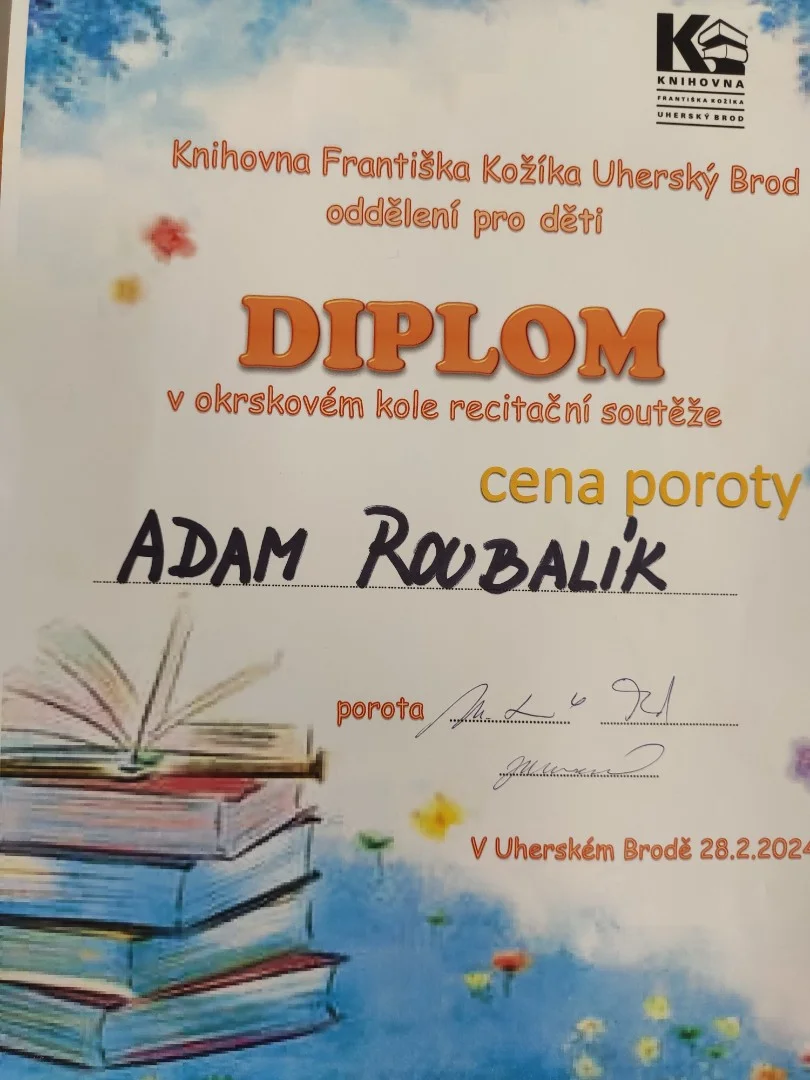 K
KNIHOVNA
FRANTIŠKA KOŽÍKA
UHERSKÝ BROD
Knihovna Františka Kožíka Uherský Brod
oddělení pro děti
DIPLOM
v okrskovém kole recitační soutěže
cena poroty
ADAM ROUBALÍK
porota
V Uherském Brodě 28.2.2024